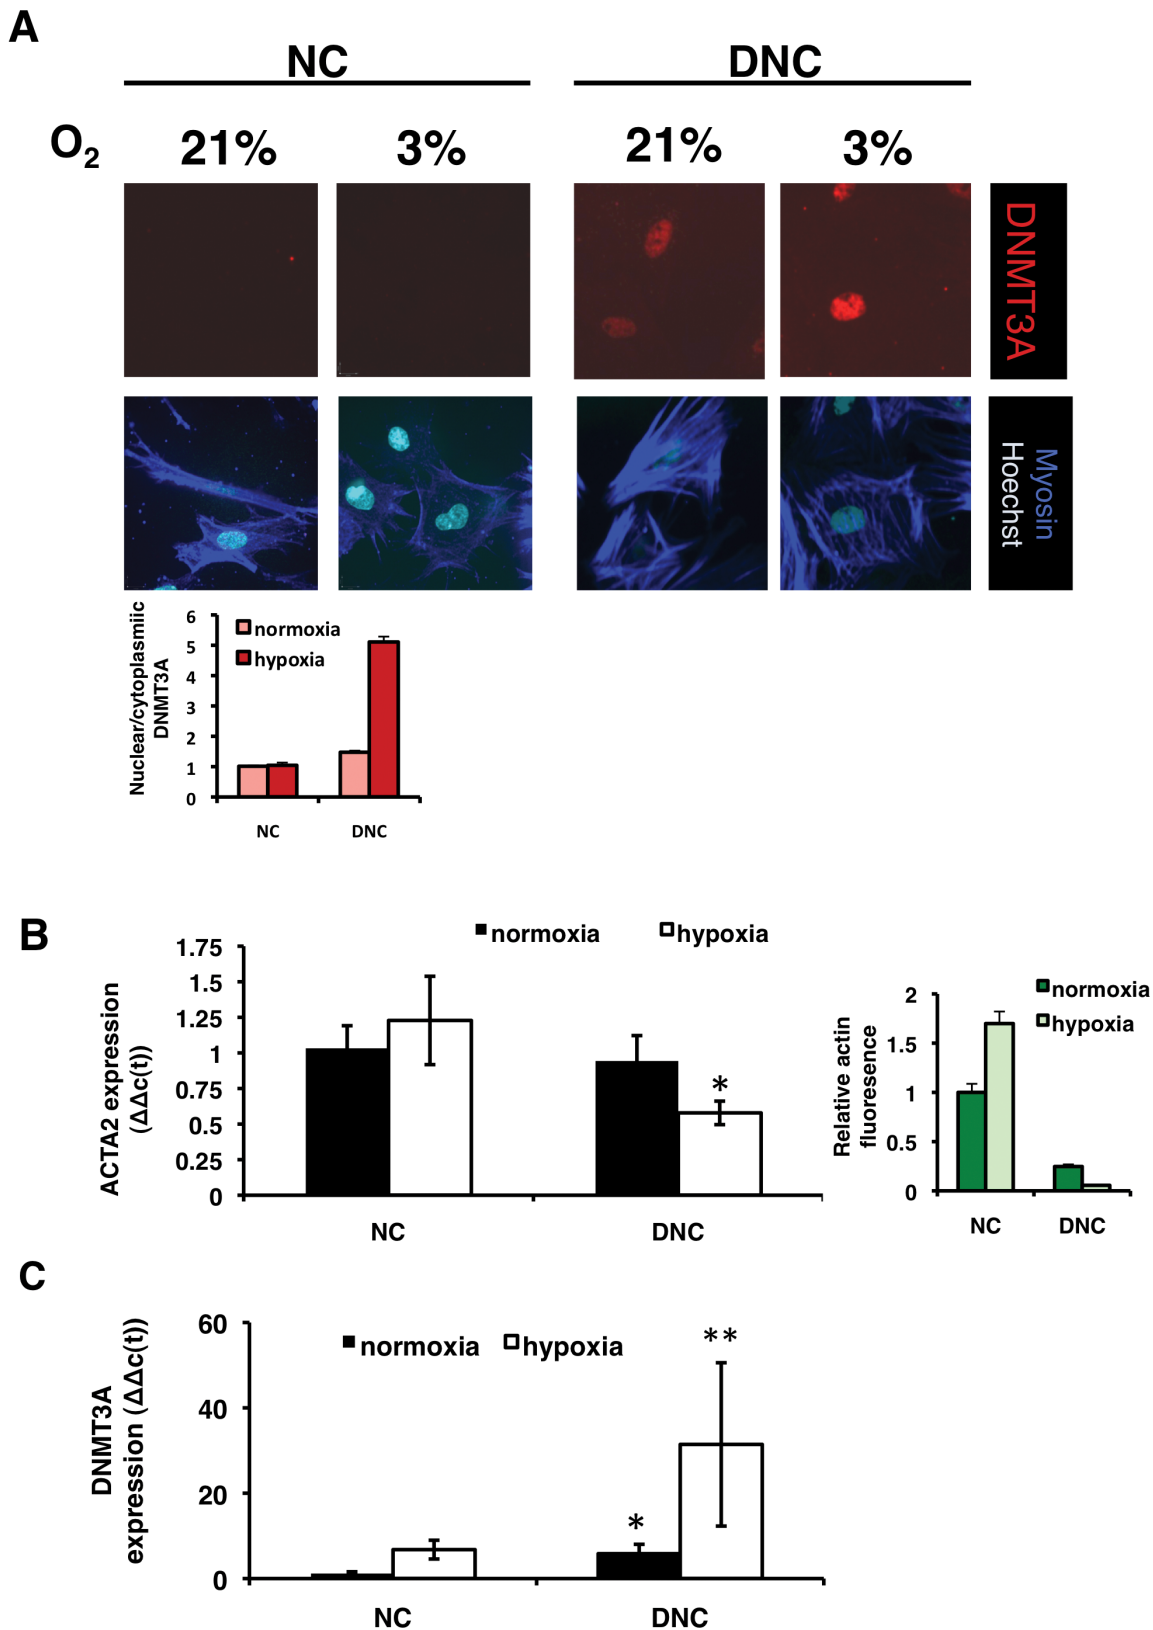 A
NC
DNC
O2
21%
3%
21%
3%
DNMT3A
Myosin
Hoechst
Nuclear/cytoplasmiic
DNMT3A
6
5
4
3
2
1
0
normoxia
hypoxia
NC
DNC
B
normoxia
hypoxia
ACTA2 expression
(ΔΔc(t))
1.75
1.5
1.25
1
0.75
0.5
0.25
0
*
NC
DNC
Relative actin
fluoresence
2
1.5
1
0.5
0
normoxia
hypoxia
NC
DNC
C
DNMT3A
expression (ΔΔc(t))
60
40
20
0
normoxia
hypoxia
*
**
NC
DNC